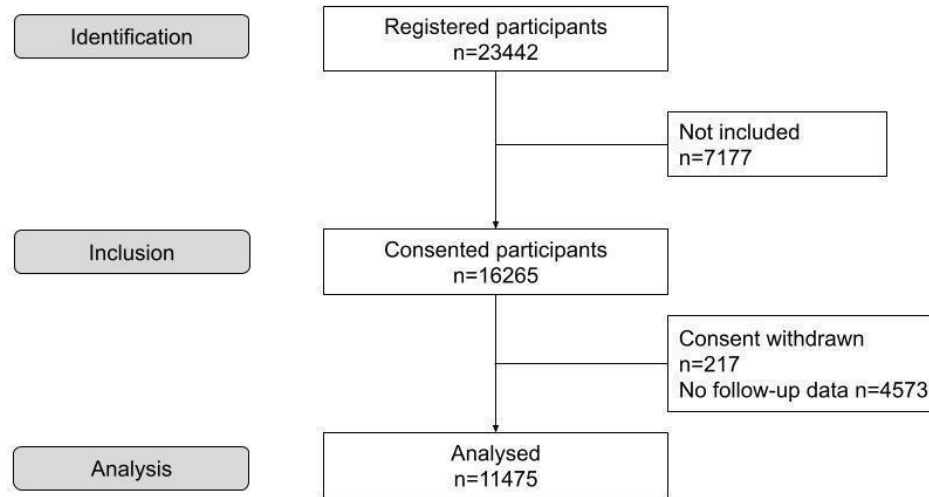 Identification
Registered participants
n=23442
Not included
n=7177
Inclusion
Consented participants
n=16265
Consent withdrawn
n=217
No follow-up data n=4573
Analysis
Analysed
n=11475